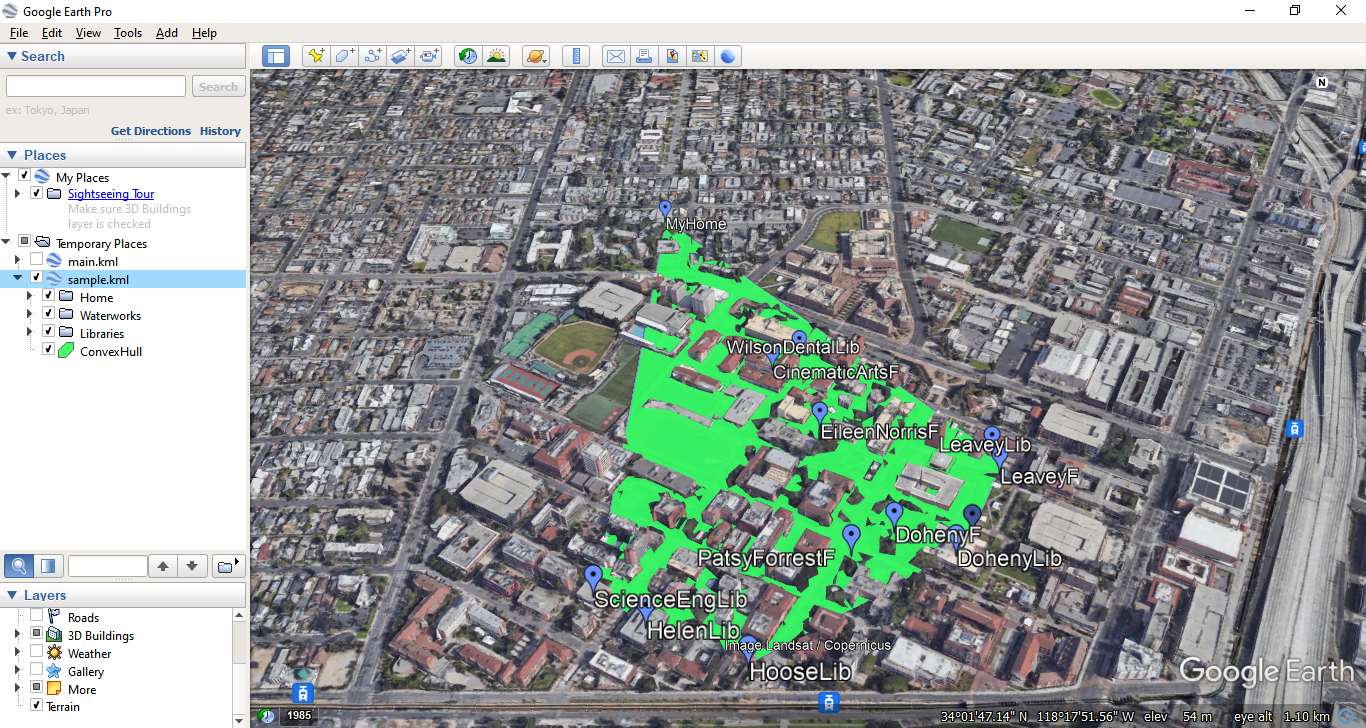 Google Earth Pro
File Edit View Tools Add Help
Search
Search
ex: Tokyo, Japan
Get Directions History
Places
My Places
Sightseeing Tour
Make sure 3D Buildings
layer is checked
Temporary Places
main.kml
sample.kml
Home
Waterworks
Libraries
ConvexHull
Layers
Roads
3D Buildings
Weather
Gallery
More
Terrain
N
MyHome
WilsonDentalLib
CinematicArtsF
EileenNorrisF
LeaveyLib
LeaveyF
DohenyF
DohenyLib
PatsyForrestF
ScienceEngLib
HelenLib
Image Landsat / Copernicus
HooseLib
Google Earth
1985
34°01'47.14" N 118°17'51.56" W elev 54 m eye alt 1.10 km